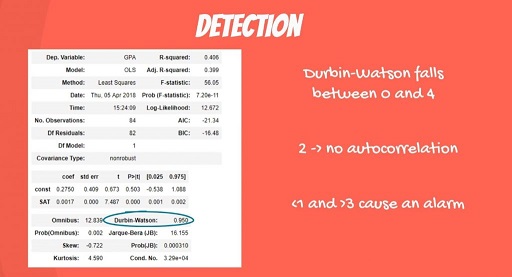 DETECTION
Dep. Variable: GPA R-squared: 0.406
Model: OLS Adj. R-squared: 0.399
Method: Least Squares F-statistic: 56.05
Date: Thu, 05 Apr 2018 Prob (F-statistic): 7.20e-11
Time: 15:24:09 Log-Likelihood: 12.672
No. Observations: 84 AIC: -21.34
Df Residuals: 82 BIC: -16.48
Df Model: 1
Covariance Type: nonrobust
coef std err t P>|t| [0.025 0.975]
const 0.2750 0.409 0.673 0.503 -0.538 1.088
SAT 0.0017 0.000 7.487 0.000 0.001 0.002
Omnibus: 12.839 Durbin-Watson: 0.950
Prob(Omnibus): 0.002 Jarque-Bera (JB): 16.155
Skew: -0.722 Prob(JB): 0.000310
Kurtosis: 4.590 Cond. No. 3.29e+04
Durbin-Watson falls
between 0 and 4
2 -> no autocorrelation
<1 and >3 cause an alarm